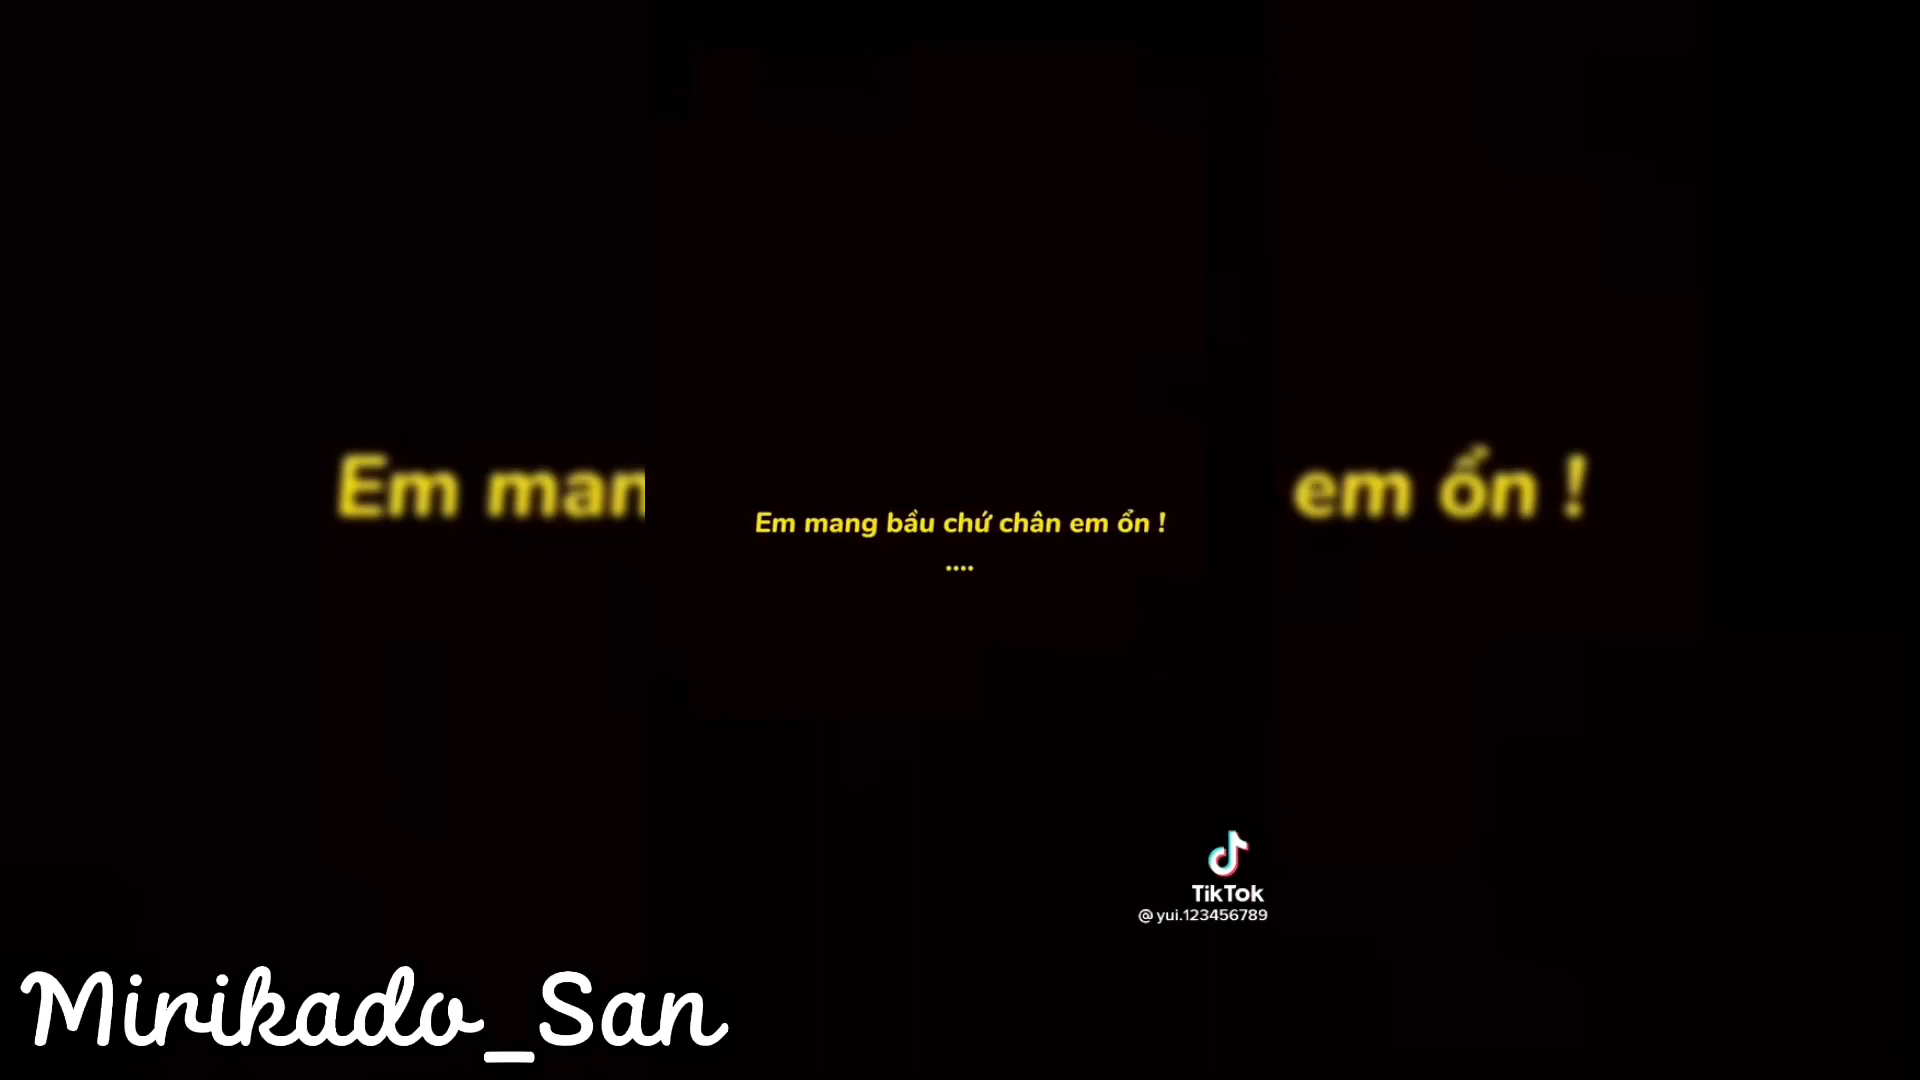 Em man
em ổn !
Em mang bầu chứ chân em ổn !
....
TikTok
@yui.123456789
Mirikado_San